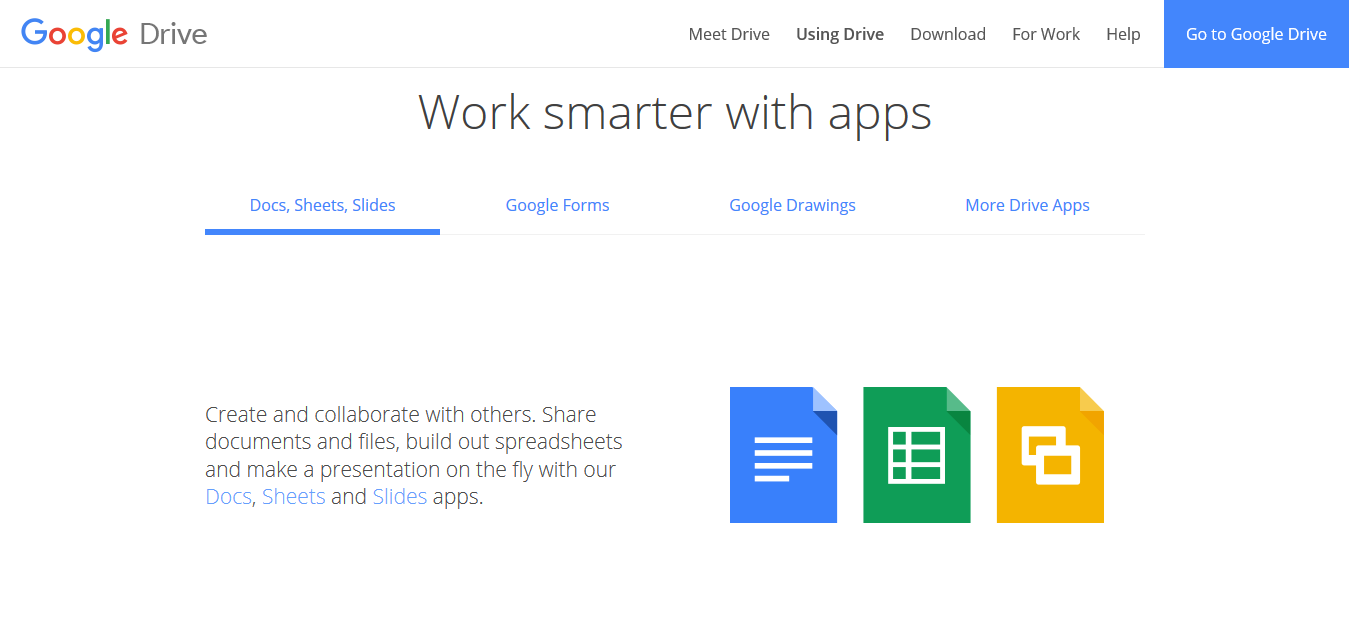 Google Drive
Meet Drive Using Drive Download For Work Help Go to Google Drive
Work smarter with apps
Docs, Sheets, Slides Google Forms Google Drawings More Drive Apps
Create and collaborate with others. Share
documents and files, build out spreadsheets
and make a presentation on the fly with our
Docs, Sheets and Slides apps.